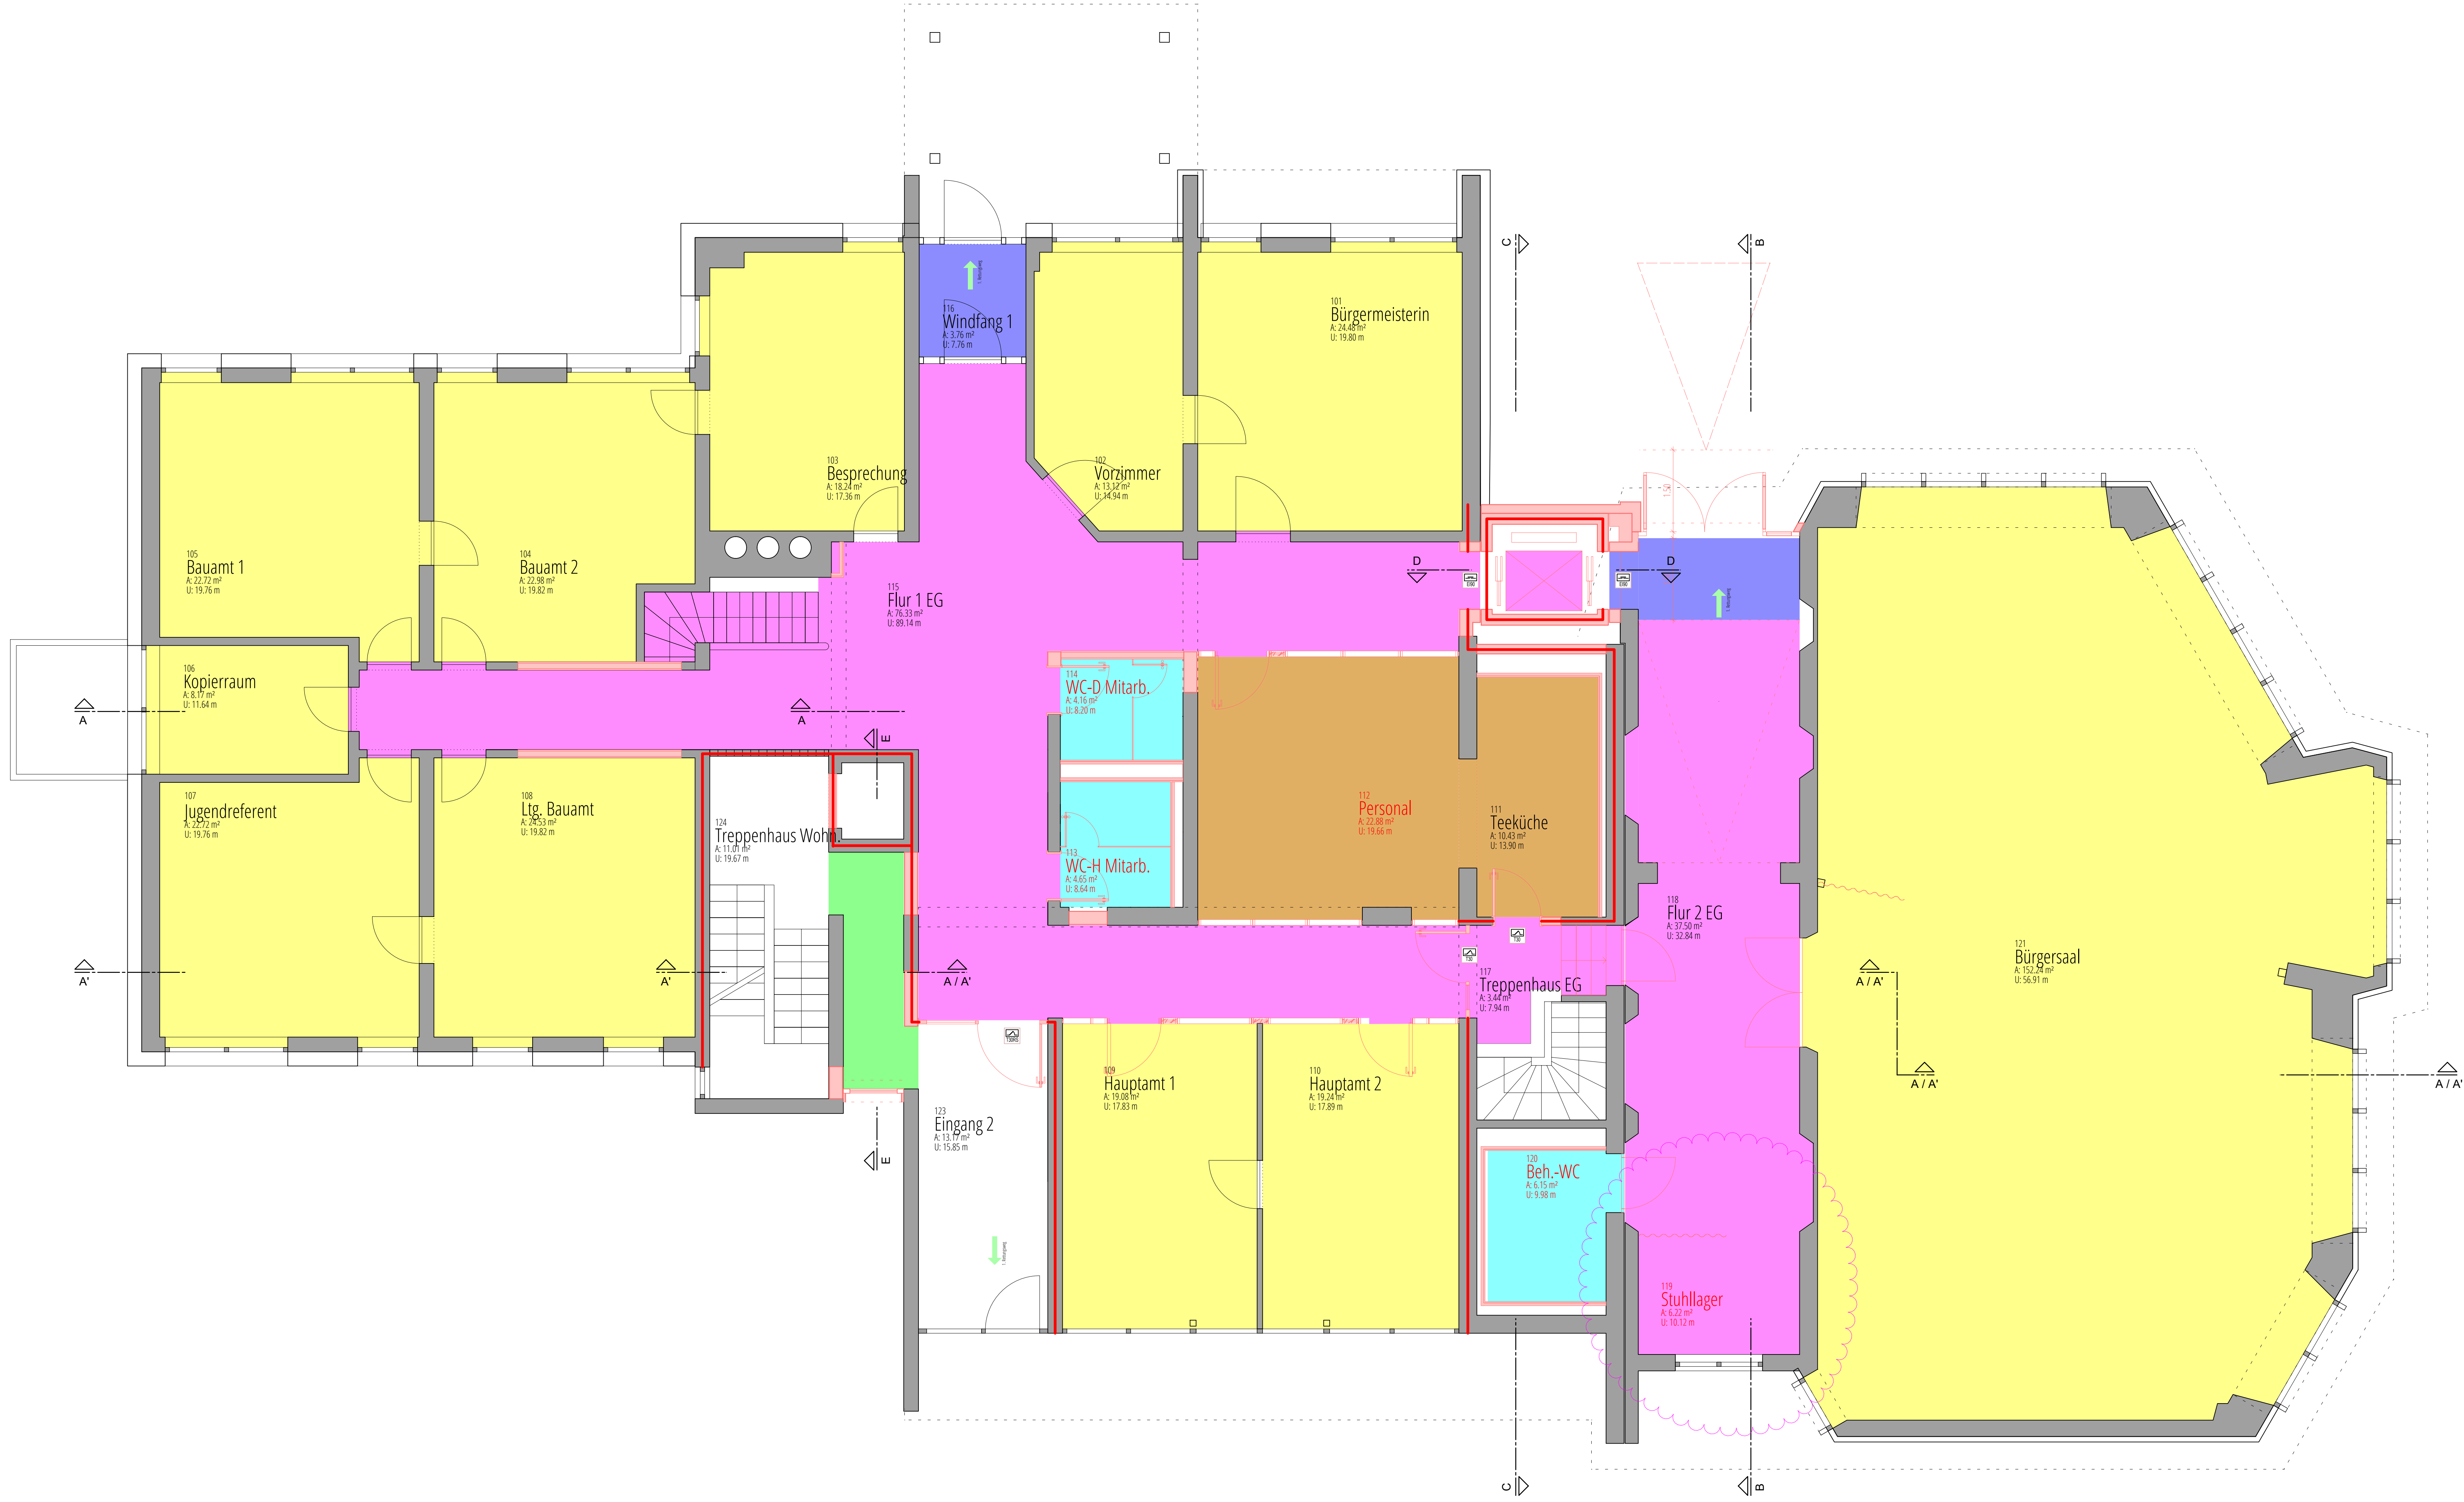 C
B
116
Windfang 1
A: 3.76 m²
U: 7.76 m
101
Bürgermeisterin
A: 24.48 m²
U: 19.80 m
103
Besprechung
A: 18.24 m²
U: 17.36 m
102
Vorzimmer
A: 13.12 m²
U: 14.94 m
1.50
105
Bauamt 1
A: 22.72 m²
U: 19.76 m
104
Bauamt 2
A: 22.98 m²
U: 19.82 m
115
Flur 1 EG
A: 76.33 m²
U: 89.14 m
D
D
EI90
EI90
106
Kopierraum
A: 8.17 m²
U: 11.64 m
114
WC-D Mitarb.
A: 4.16 m²
U: 8.20 m
A
A
E
107
Jugendreferent
A: 22.72 m²
U: 19.76 m
108
Ltg. Bauamt
A: 24.53 m²
U: 19.82 m
124
Treppenhaus Wohn.
A: 11.01 m²
U: 19.67 m
113
WC-H Mitarb.
A: 4.65 m²
U: 8.64 m
112
Personal
A: 22.88 m²
U: 19.66 m
111
Teeküche
A: 10.43 m²
U: 13.90 m
118
Flur 2 EG
A: 37.50 m²
U: 32.84 m
121
Bürgersaal
A: 152.24 m²
U: 56.91 m
T30
T30
A'
A'
A / A'
A / A'
117
Treppenhaus EG
A: 3.44 m²
U: 7.94 m
T30RS
109
Hauptamt 1
A: 19.08 m²
U: 17.83 m
110
Hauptamt 2
A: 19.24 m²
U: 17.89 m
A / A'
A / A'
123
Eingang 2
A: 13.17 m²
U: 15.85 m
E
120
Beh.-WC
A: 6.15 m²
U: 9.98 m
119
Stuhllager
A: 6.22 m²
U: 10.12 m
C
B